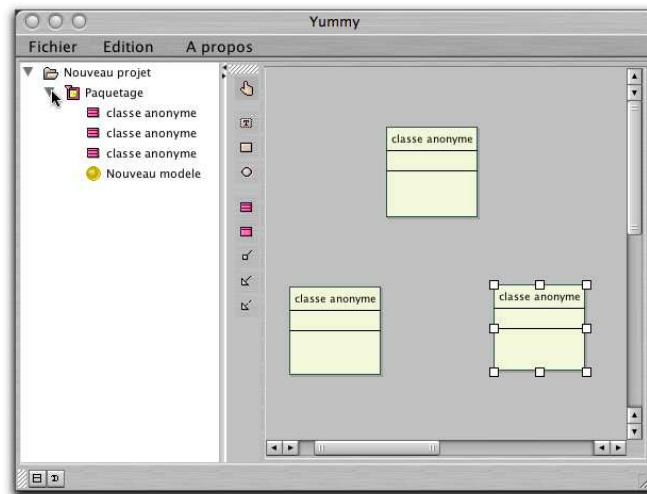 Yummy
Fichier Edition A propos
Nouveau projet
Paquetage
classe anonyme
classe anonyme
classe anonyme
Nouveau modele
classe anonyme
classe anonyme
classe anonyme